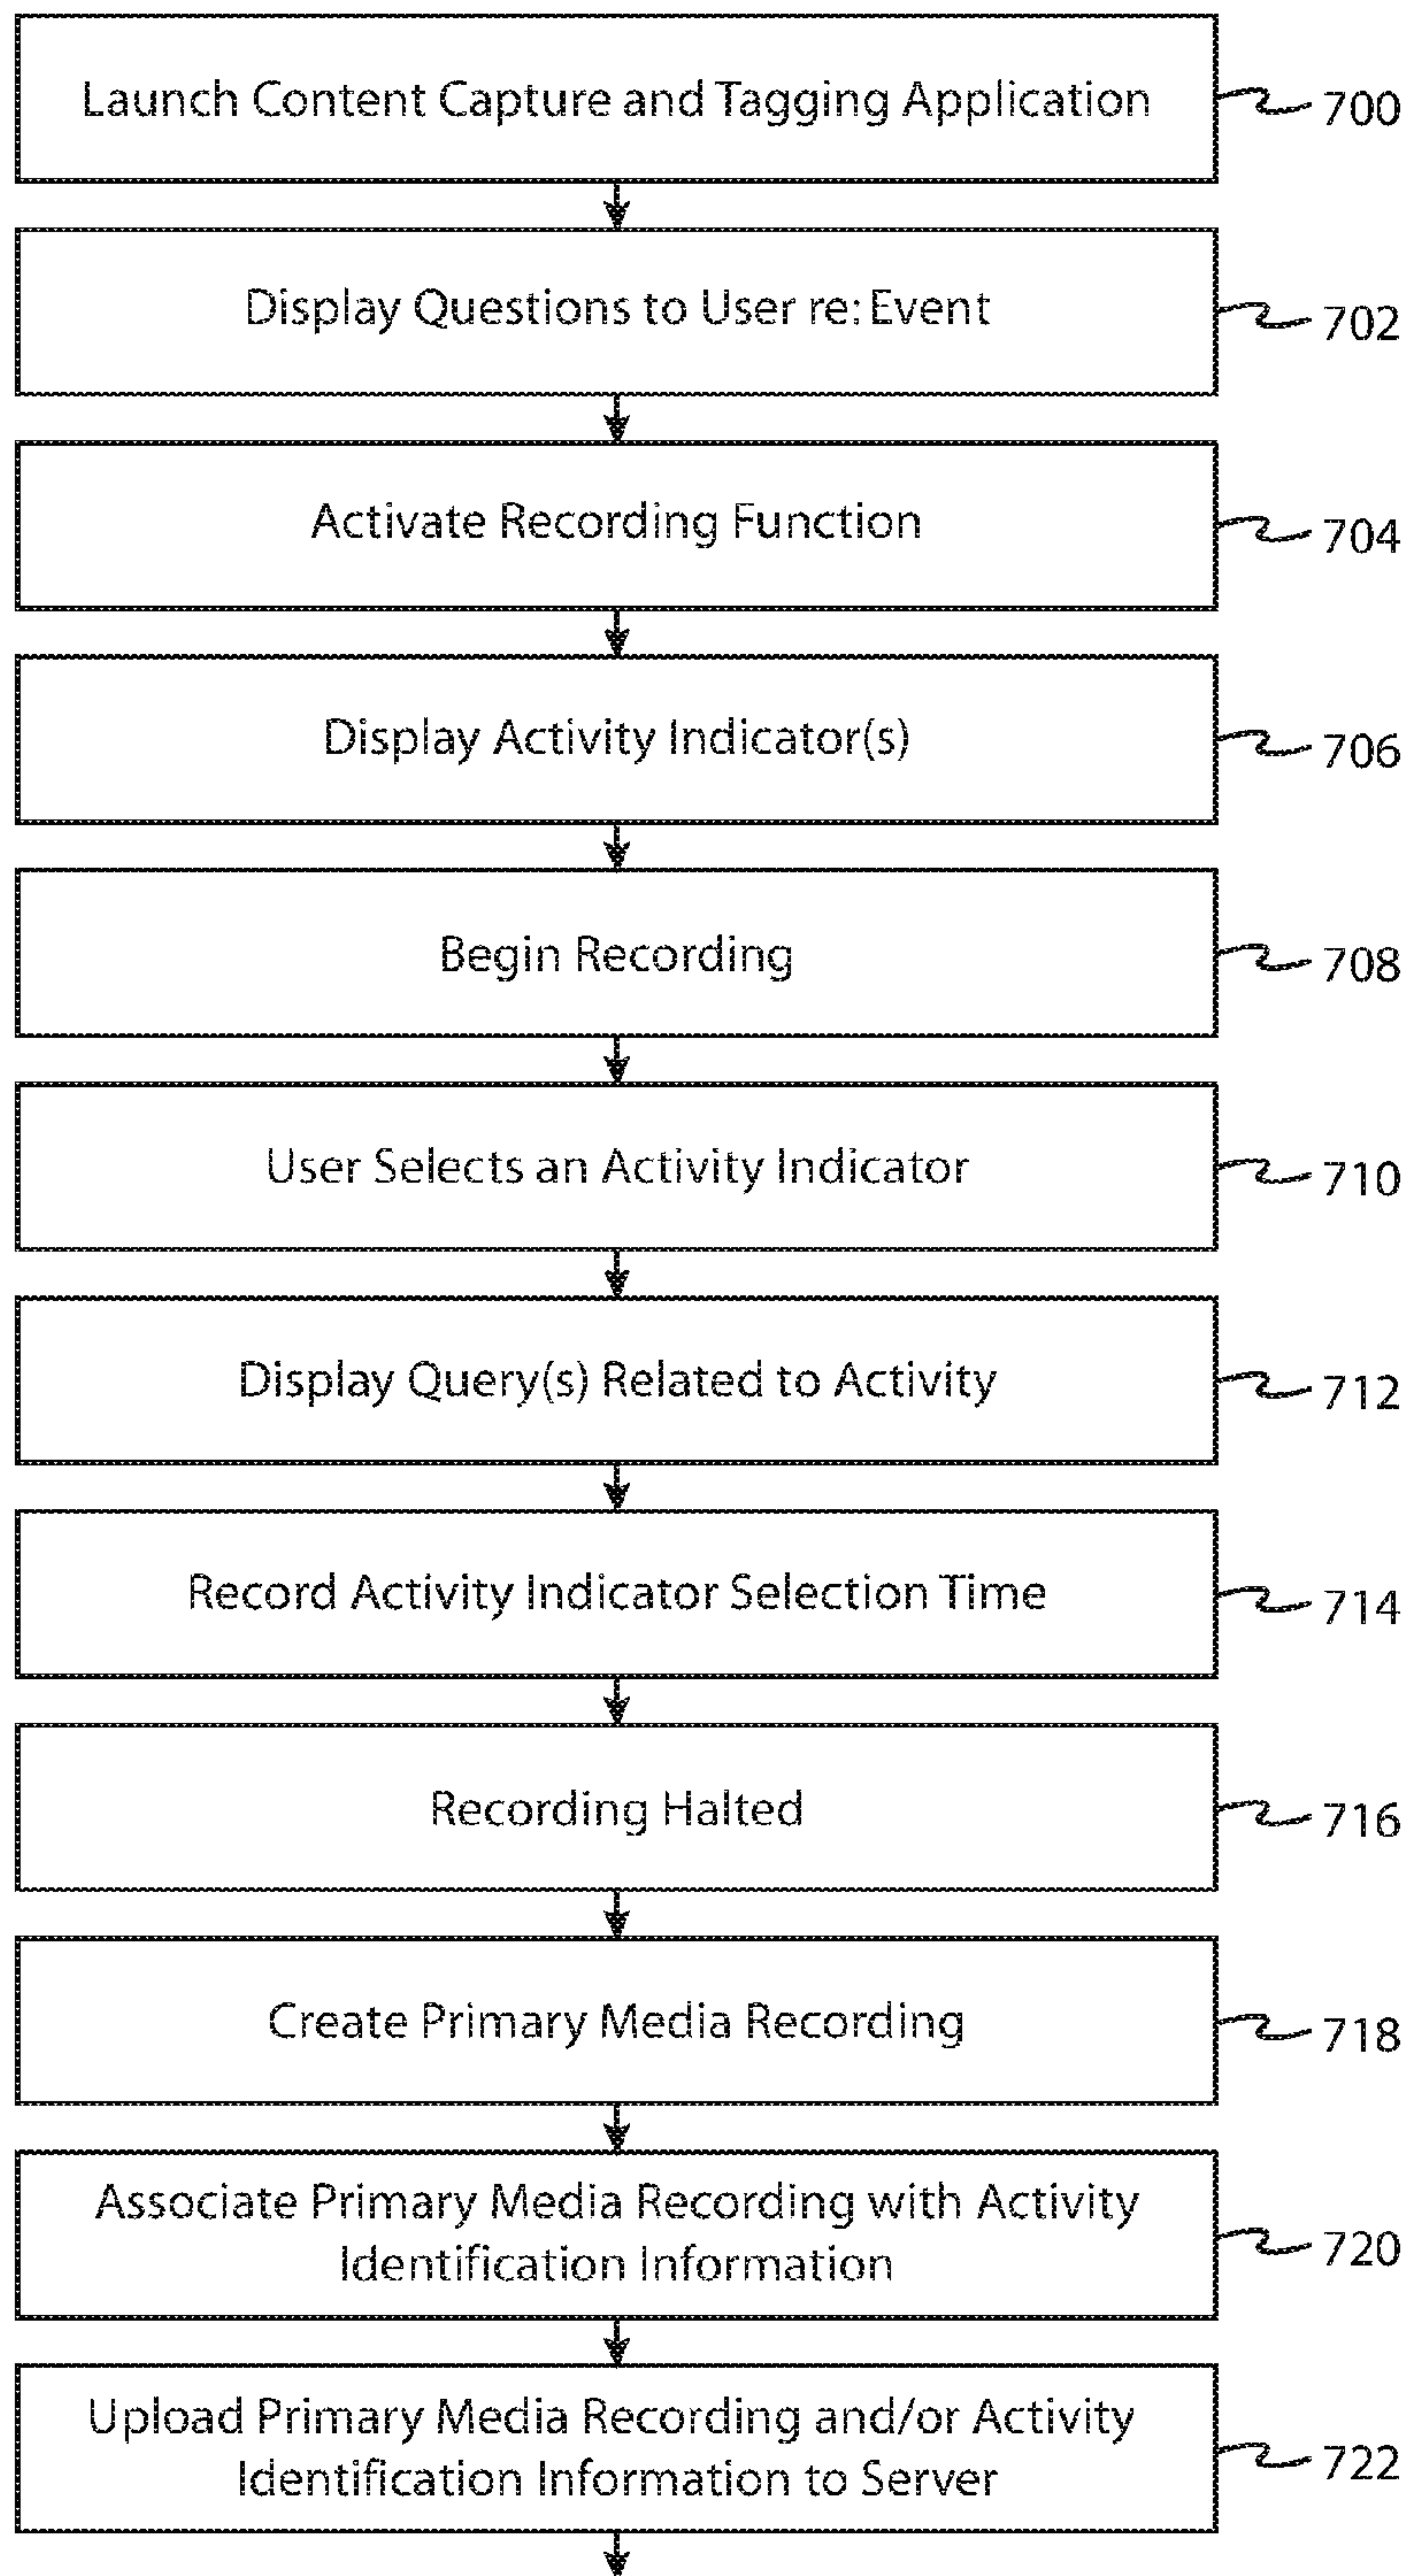 Launch Content Capture and Tagging Application
700
Display Questions to User re: Event
702
Activate Recording Function
704
Display Activity Indicator(s)
706
Begin Recording
708
User Selects an Activity Indicator
710
Display Query(s) Related to Activity
712
Record Activity Indicator Selection Time
714
Recording Halted
716
Create Primary Media Recording
718
Associate Primary Media Recording with Activity
Identification Information
720
Upload Primary Media Recording and/or Activity
Identification Information to Server
722